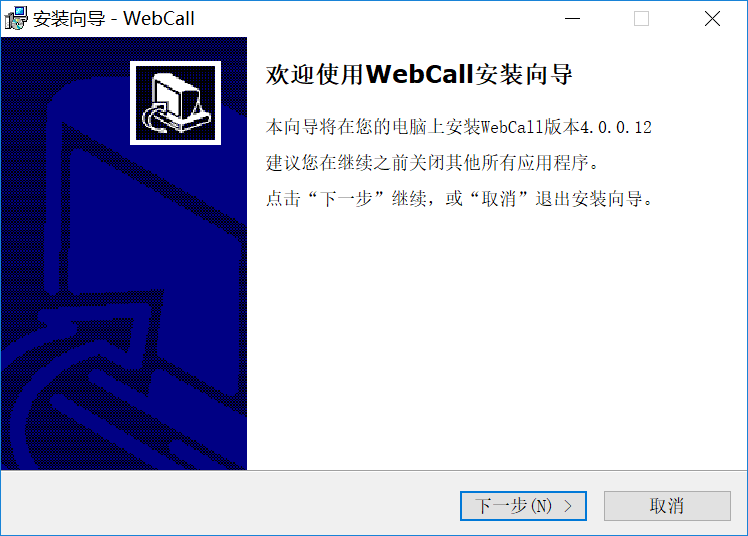 安装向导 - WebCall
欢迎使用WebCall安装向导
本向导将在您的电脑上安装WebCall版本4.0.0.12
建议您在继续之前关闭其他所有应用程序。
点击“下一步”继续，或“取消”退出安装向导。
下一步(N) >
取消